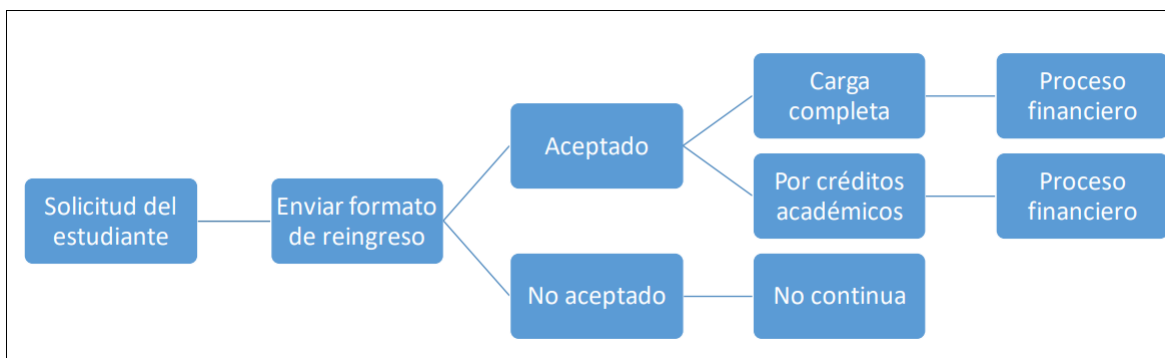 Solicitud del
estudiante
Enviar formato
de reingreso
Aceptado
Carga
completa
Proceso
financiero
Por créditos
académicos
Proceso
financiero
No aceptado
No continua